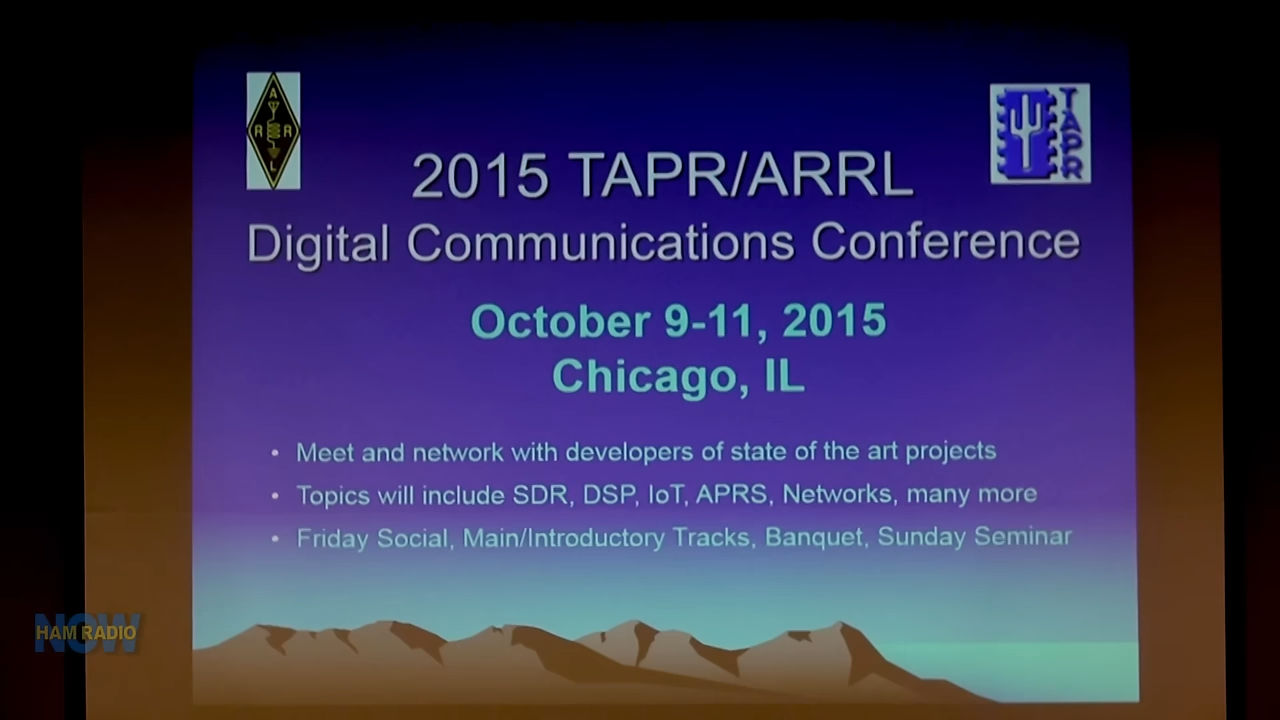 A
R R
L
TAPR
2015 TAPR/ARRL
Digital Communications Conference
October 9-11, 2015
Chicago, IL
• Meet and network with developers of state of the art projects
• Topics will include SDR, DSP, IoT, APRS, Networks, many more
• Friday Social, Main/Introductory Tracks, Banquet, Sunday Seminar
NOW
HAM RADIO